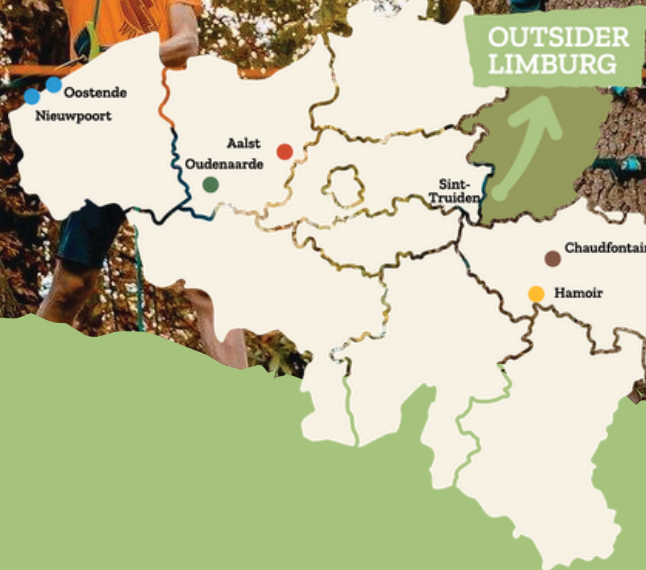 OUTSIDER
LIMBURG
Oostende
Nieuwpoort
Aalst
Oudenaarde
Sint-
Truiden
Chaudfontain
Hamoir